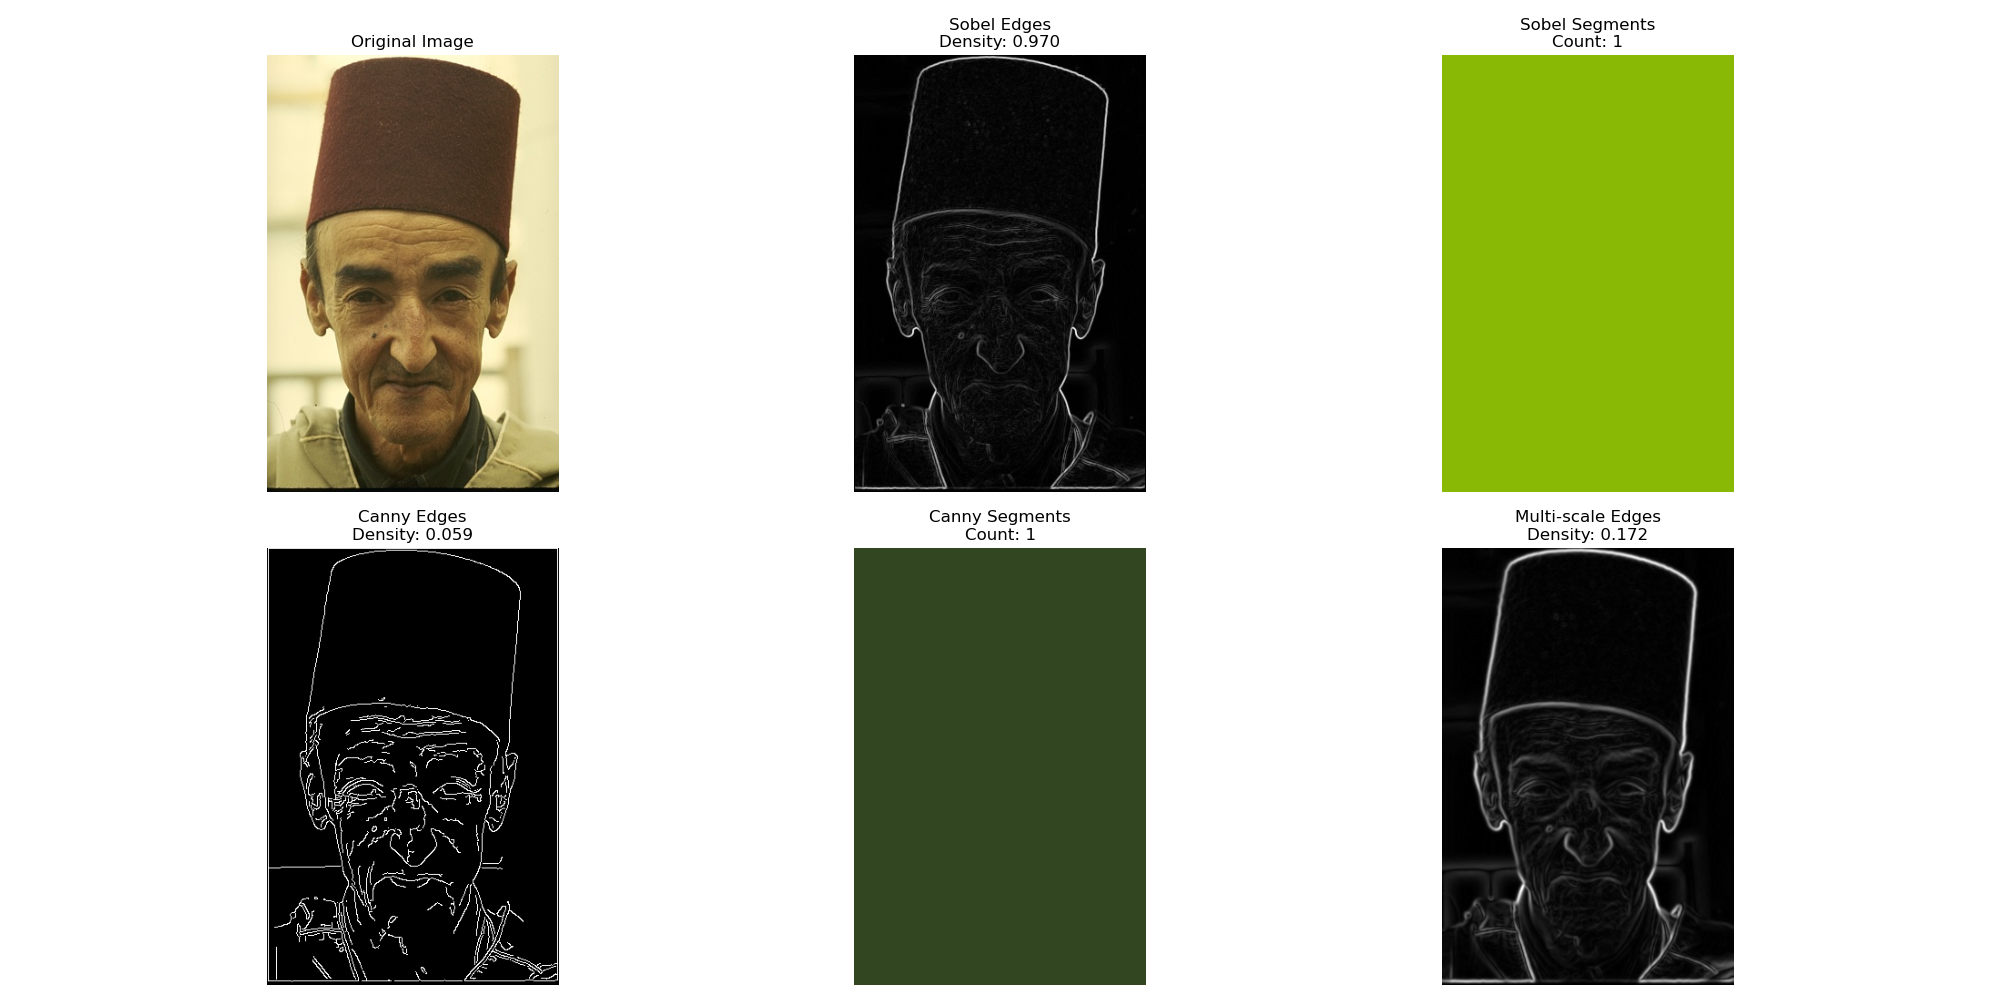 Original Image
Sobel Edges
Density: 0.970
Sobel Segments
Count: 1
Canny Edges
Density: 0.059
Canny Segments
Count: 1
Multi-scale Edges
Density: 0.172